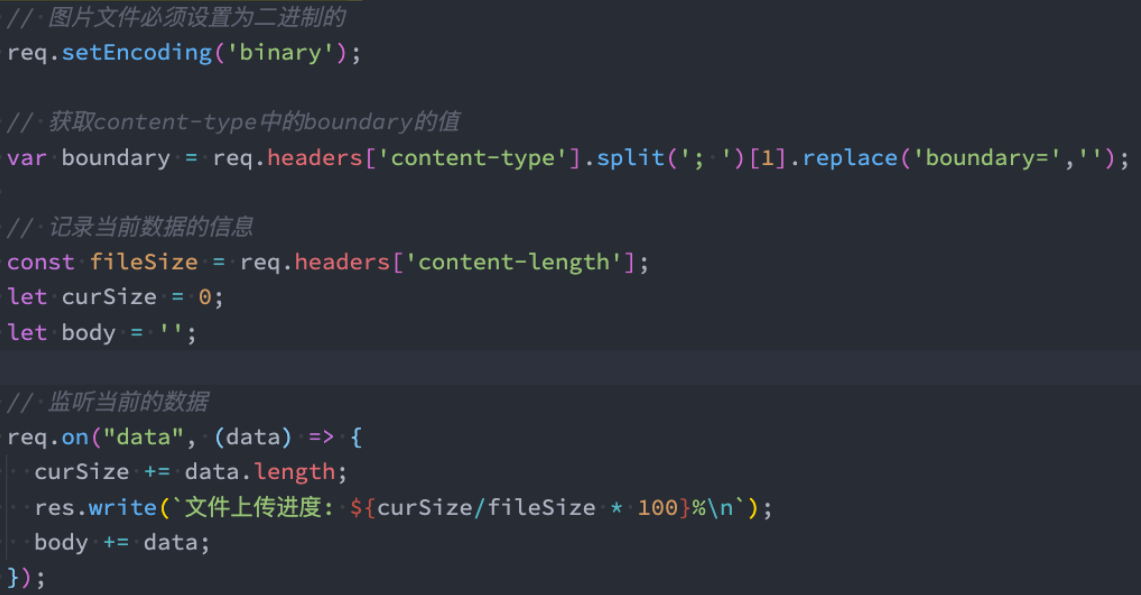 // 图片文件必须设置为二进制的
req.setEncoding('binary');
// 获取content-type中的boundary的值
var boundary = req.headers['content-type'].split('; ')[1].replace('boundary=','');
// 记录当前数据的信息
const fileSize = req.headers['content-length'];
let curSize = 0;
let body = '';
// 监听当前的数据
req.on("data", (data) => {
  curSize += data.length;
  res.write(`文件上传进度: ${curSize/fileSize * 100}%\n`);
  body += data;
});